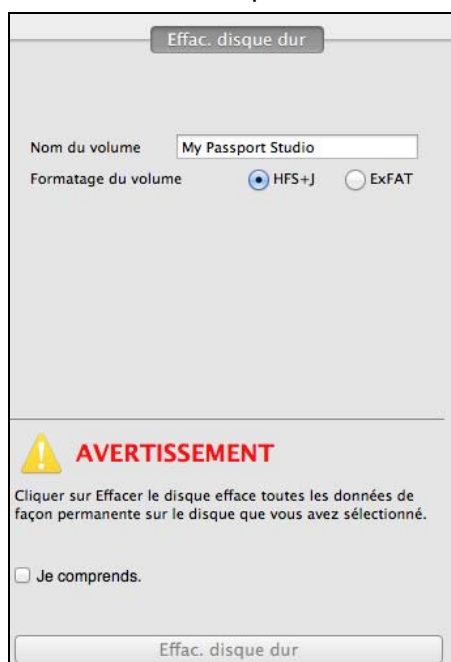 Effac. disque dur
Nom du volume My Passport Studio
Formatage du volume HFS+J ExFAT
AVERTISSEMENT
Cliquer sur Effacer le disque efface toutes les données de
façon permanente sur le disque que vous avez sélectionné.
Je comprends.
Effac. disque dur